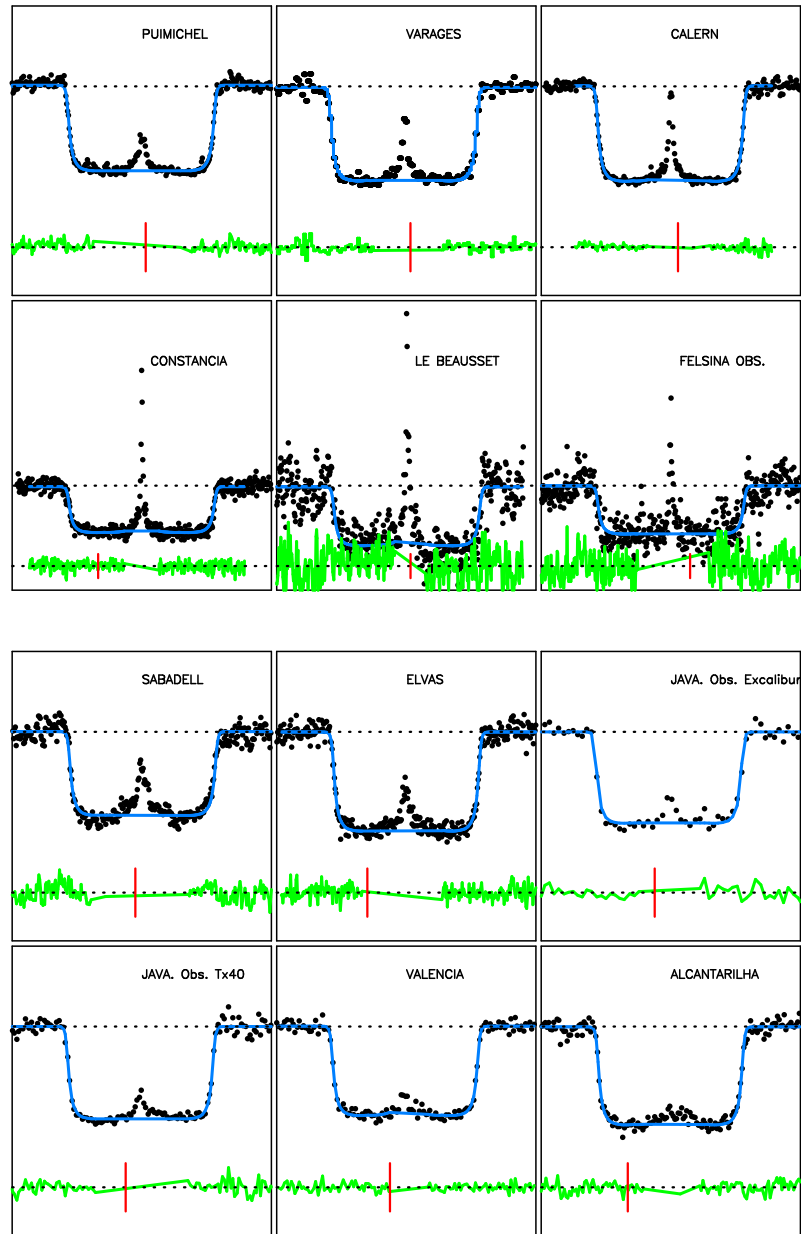 PUIMICHEL
VARAGES
CALERN
CONSTANCIA
LE BEAUSSET
FELSINA OBS.
SABADELL
ELVAS
JAVA. Obs. Excalibur
JAVA. Obs. Tx40
VALENCIA
ALCANTARILHA